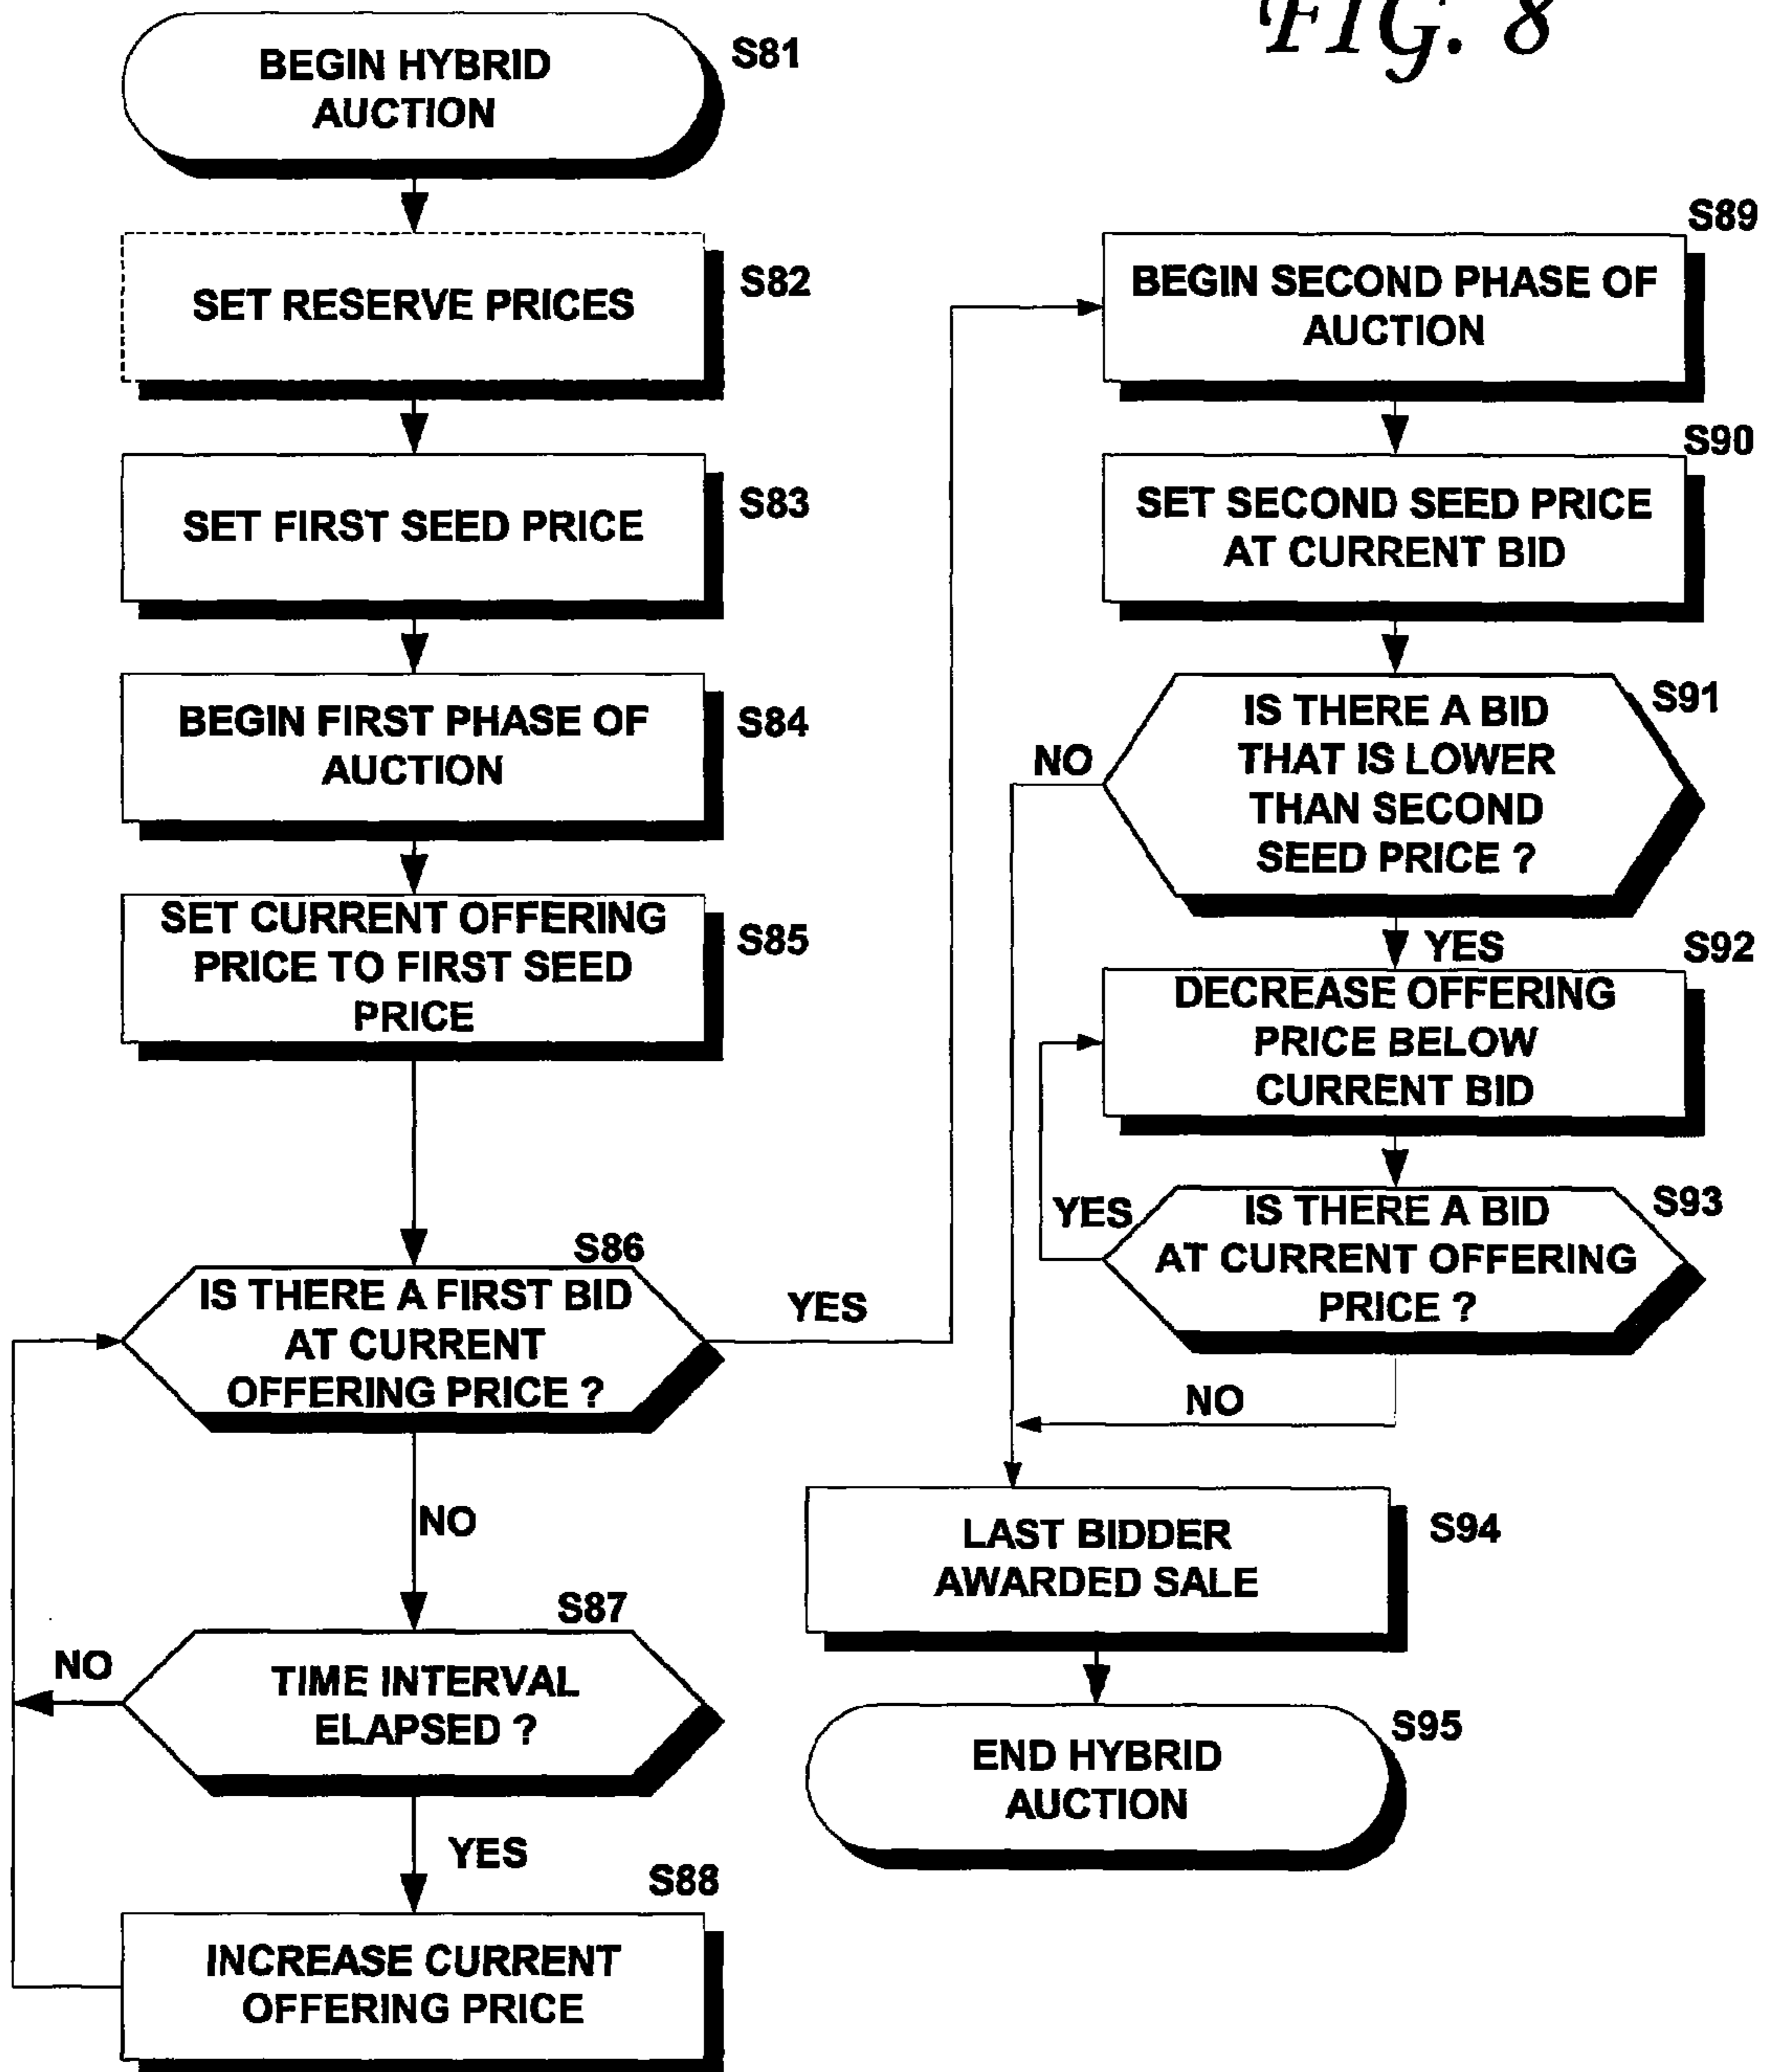 FIG. 8
BEGIN HYBRID
AUCTION
S81
SET RESERVE PRICES
S82
SET FIRST SEED PRICE
S83
BEGIN FIRST PHASE OF
AUCTION
S84
SET CURRENT OFFERING
PRICE TO FIRST SEED
PRICE
S85
S86
IS THERE A FIRST BID
AT CURRENT
OFFERING PRICE ?
YES
NO
S87
TIME INTERVAL
ELAPSED ?
NO
YES
S88
INCREASE CURRENT
OFFERING PRICE
S89
BEGIN SECOND PHASE OF
AUCTION
S90
SET SECOND SEED PRICE
AT CURRENT BID
S91
IS THERE A BID
THAT IS LOWER
THAN SECOND
SEED PRICE ?
NO
YES
S92
DECREASE OFFERING
PRICE BELOW
CURRENT BID
S93
IS THERE A BID
AT CURRENT OFFERING
PRICE ?
YES
NO
LAST BIDDER
AWARDED SALE
S94
S95
END HYBRID
AUCTION